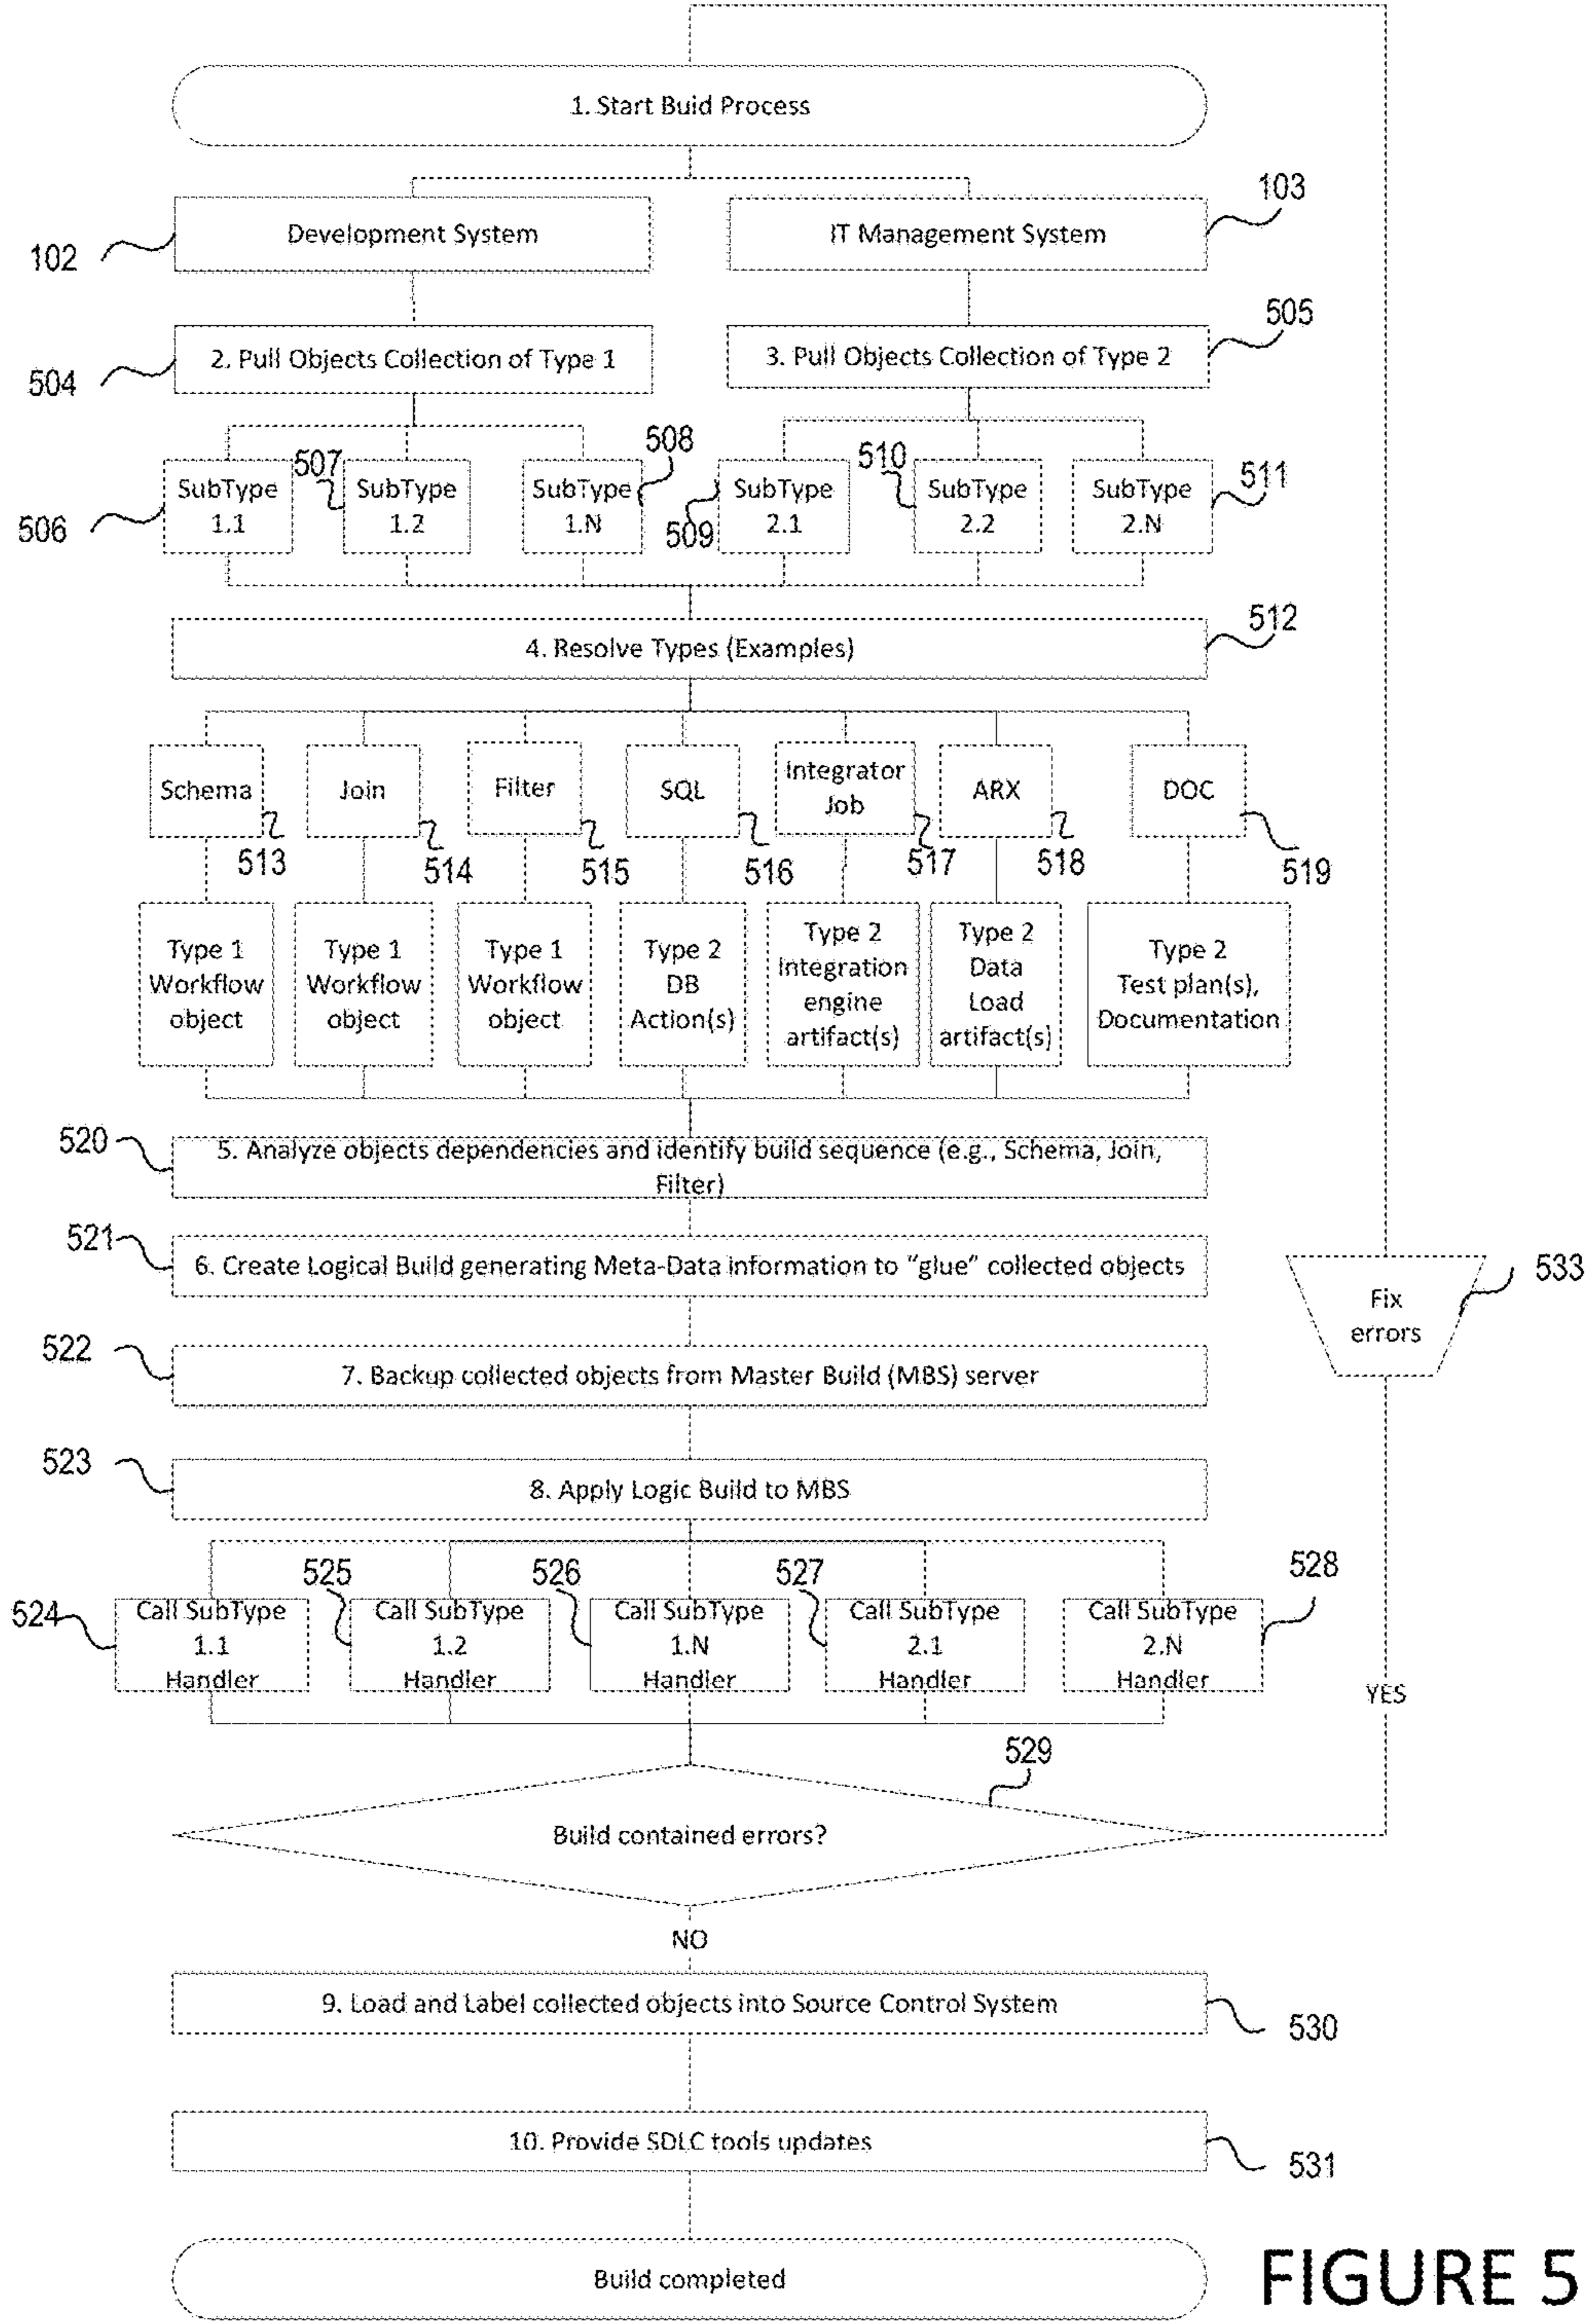 1. Start Buid Process
Development System
IT Management System
103
102
2. Pull Objects Collection of Type 1
3. Pull Objects Collection of Type 2
505
504
SubType
1.1
506
507
SubType
1.2
SubType
1.N
508
SubType
2.1
509
510
SubType
2.2
SubType
2.N
511
4. Resolve Types (Examples)
512
Schema
513
Join
514
Filter
515
SQL
516
Integrator
Job
517
ARX
518
DOC
519
Type 1
Workflow
object
Type 1
Workflow
object
Type 1
Workflow
object
Type 2
DB
Action(s)
Type 2
Integration
engine
artifact(s)
Type 2
Data
Load
artifact(s)
Type 2
Test plan(s),
Documentation
520
5. Analyze objects dependencies and identify build sequence (e.g., Schema, Join,
Filter)
521
6. Create Logical Build generating Meta-Data information to “glue” collected objects
533
Fix
errors
522
7. Backup collected objects from Master Build (MBS) server
523
8. Apply Logic Build to MBS
524
Call SubType
1.1
Handler
525
Call SubType
1.2
Handler
526
Call SubType
1.N
Handler
527
Call SubType
2.1
Handler
528
Call SubType
2.N
Handler
YES
529
Build contained errors?
NO
9. Load and Label collected objects into Source Control System
530
10. Provide SDLC tools updates
531
Build completed
FIGURE 5